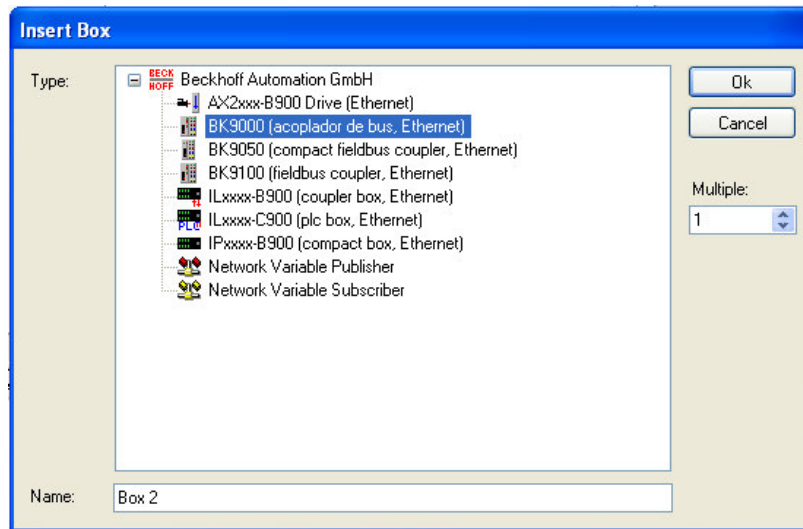 Insert Box
Type:
BECK
HOFF
Beckhoff Automation GmbH
AX2xxx-B900 Drive (Ethernet)
BK9000 (acoplador de bus, Ethernet)
BK9050 (compact fieldbus coupler, Ethernet)
BK9100 (fieldbus coupler, Ethernet)
ILxxxx-B900 (coupler box, Ethernet)
PLC
ILxxxx-C900 (plc box, Ethernet)
IPxxxx-B900 (compact box, Ethernet)
Network Variable Publisher
Network Variable Subscriber
Ok
Cancel
Multiple:
1
Name:
Box 2